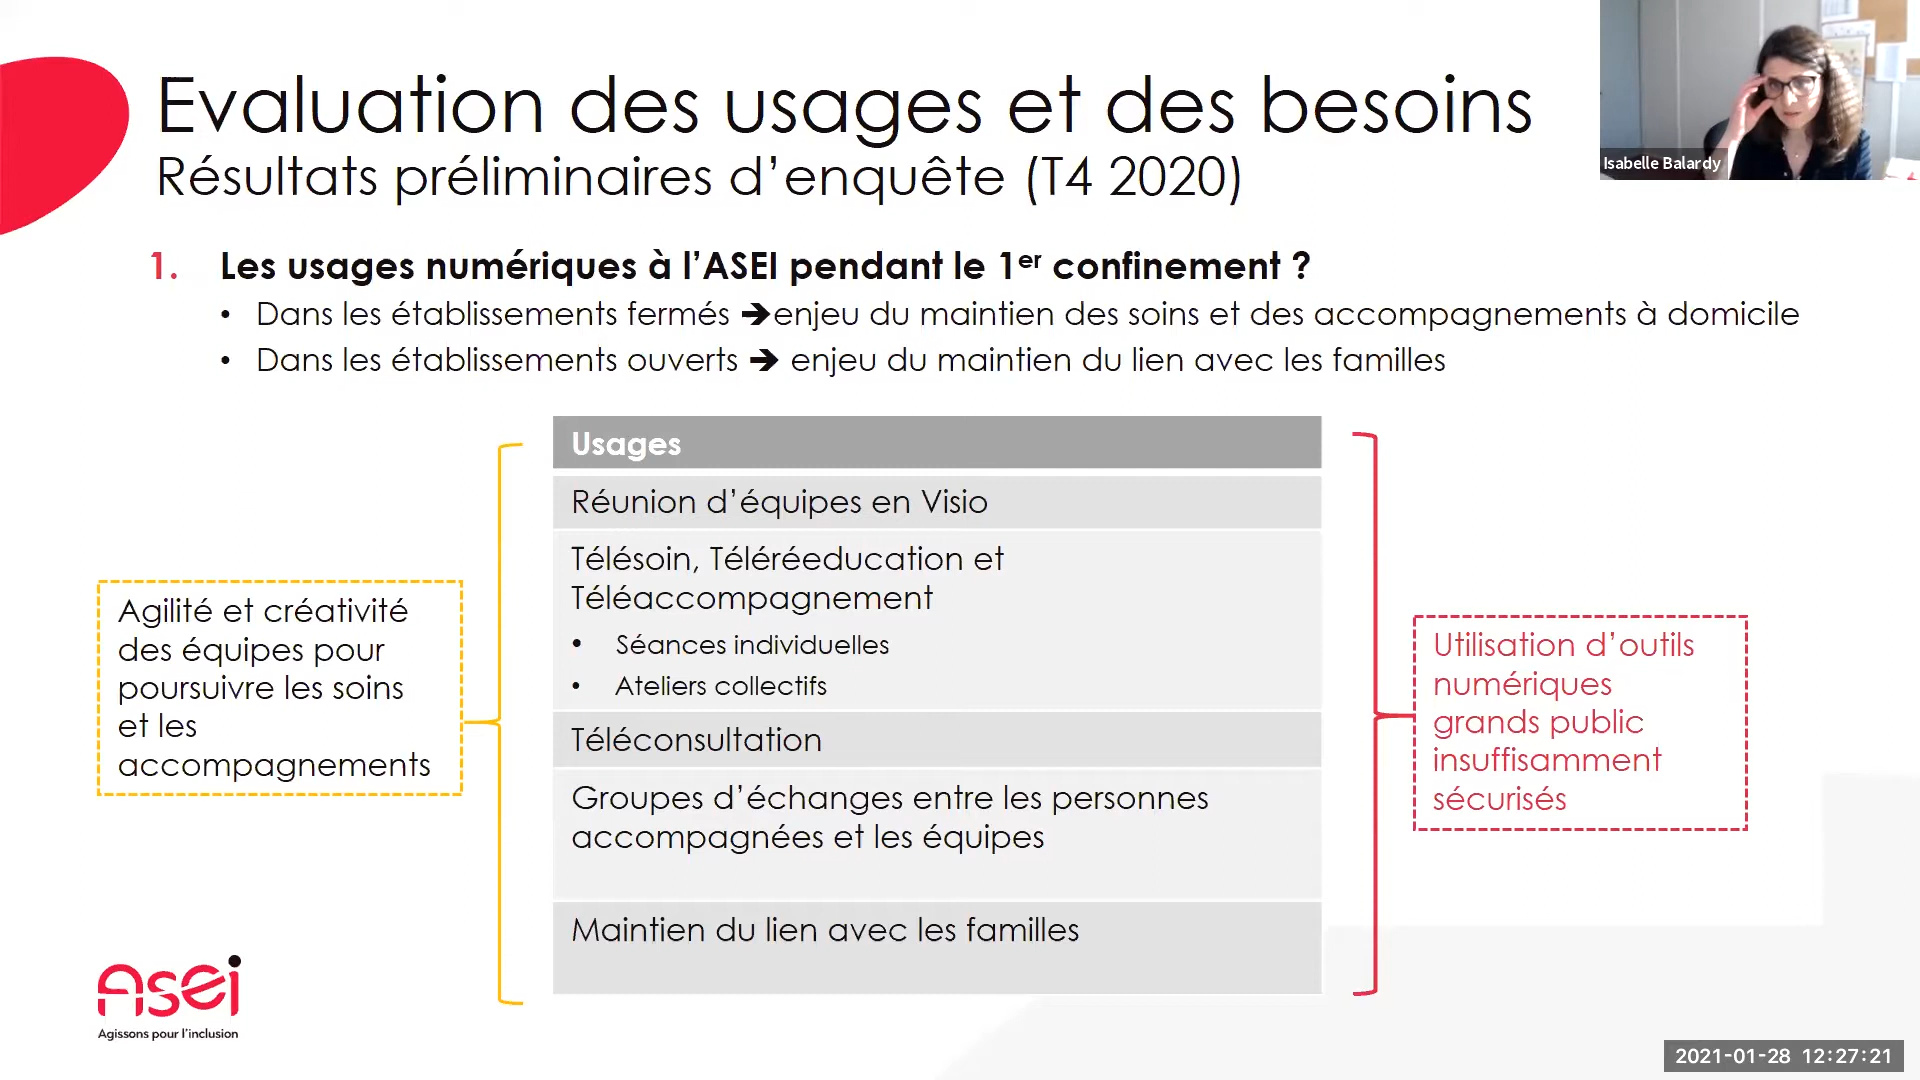 Evaluation des usages et des besoins
Résultats préliminaires d’enquête (T4 2020)
Isabelle Balardy
1. Les usages numériques à l’ASEI pendant le 1er confinement ?
• Dans les établissements fermés ➔enjeu du maintien des soins et des accompagnements à domicile
• Dans les établissements ouverts ➔ enjeu du maintien du lien avec les familles
Agilité et créativité
des équipes pour
poursuivre les soins
et les
accompagnements
Usages
Réunion d’équipes en Visio
Télésoin, Téléréeducation et
Téléaccompagnement
• Séances individuelles
• Ateliers collectifs
Téléconsultation
Groupes d’échanges entre les personnes
accompagnées et les équipes
Maintien du lien avec les familles
Utilisation d’outils
numériques
grands public
insuffisamment
sécurisés
Asei
Agissons pour l’inclusion
2021-01-28 12:27:21